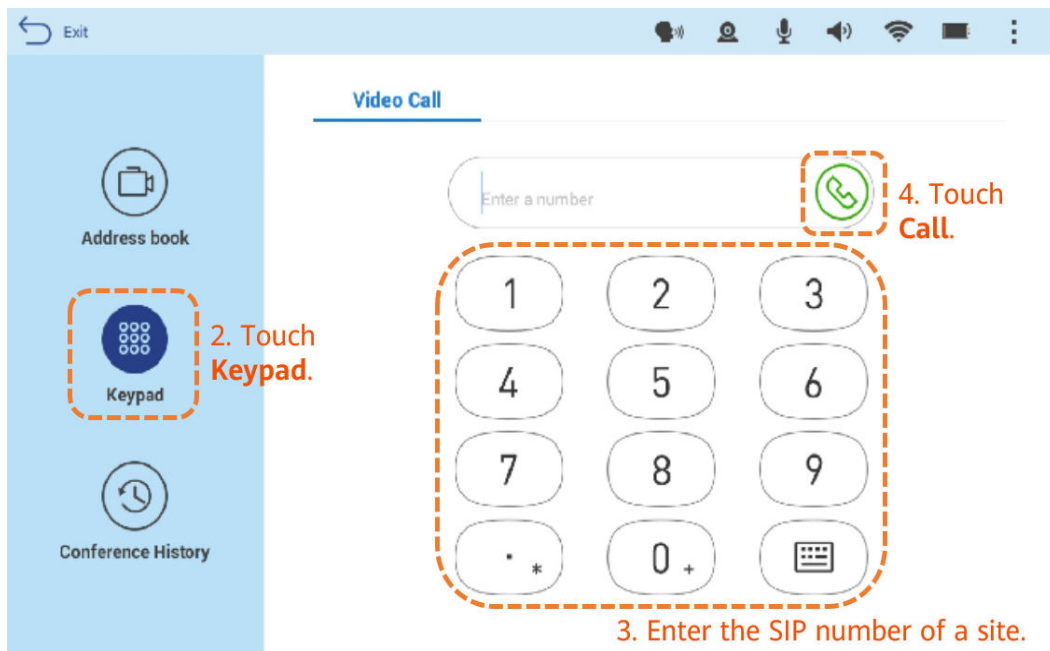 Exit
Video Call
Enter a number
4. Touch
Call.
Address book
1 2 3
2. Touch
Keypad.
Keypad
4 5 6
7 8 9
Conference History
. * 0 +
3. Enter the SIP number of a site.